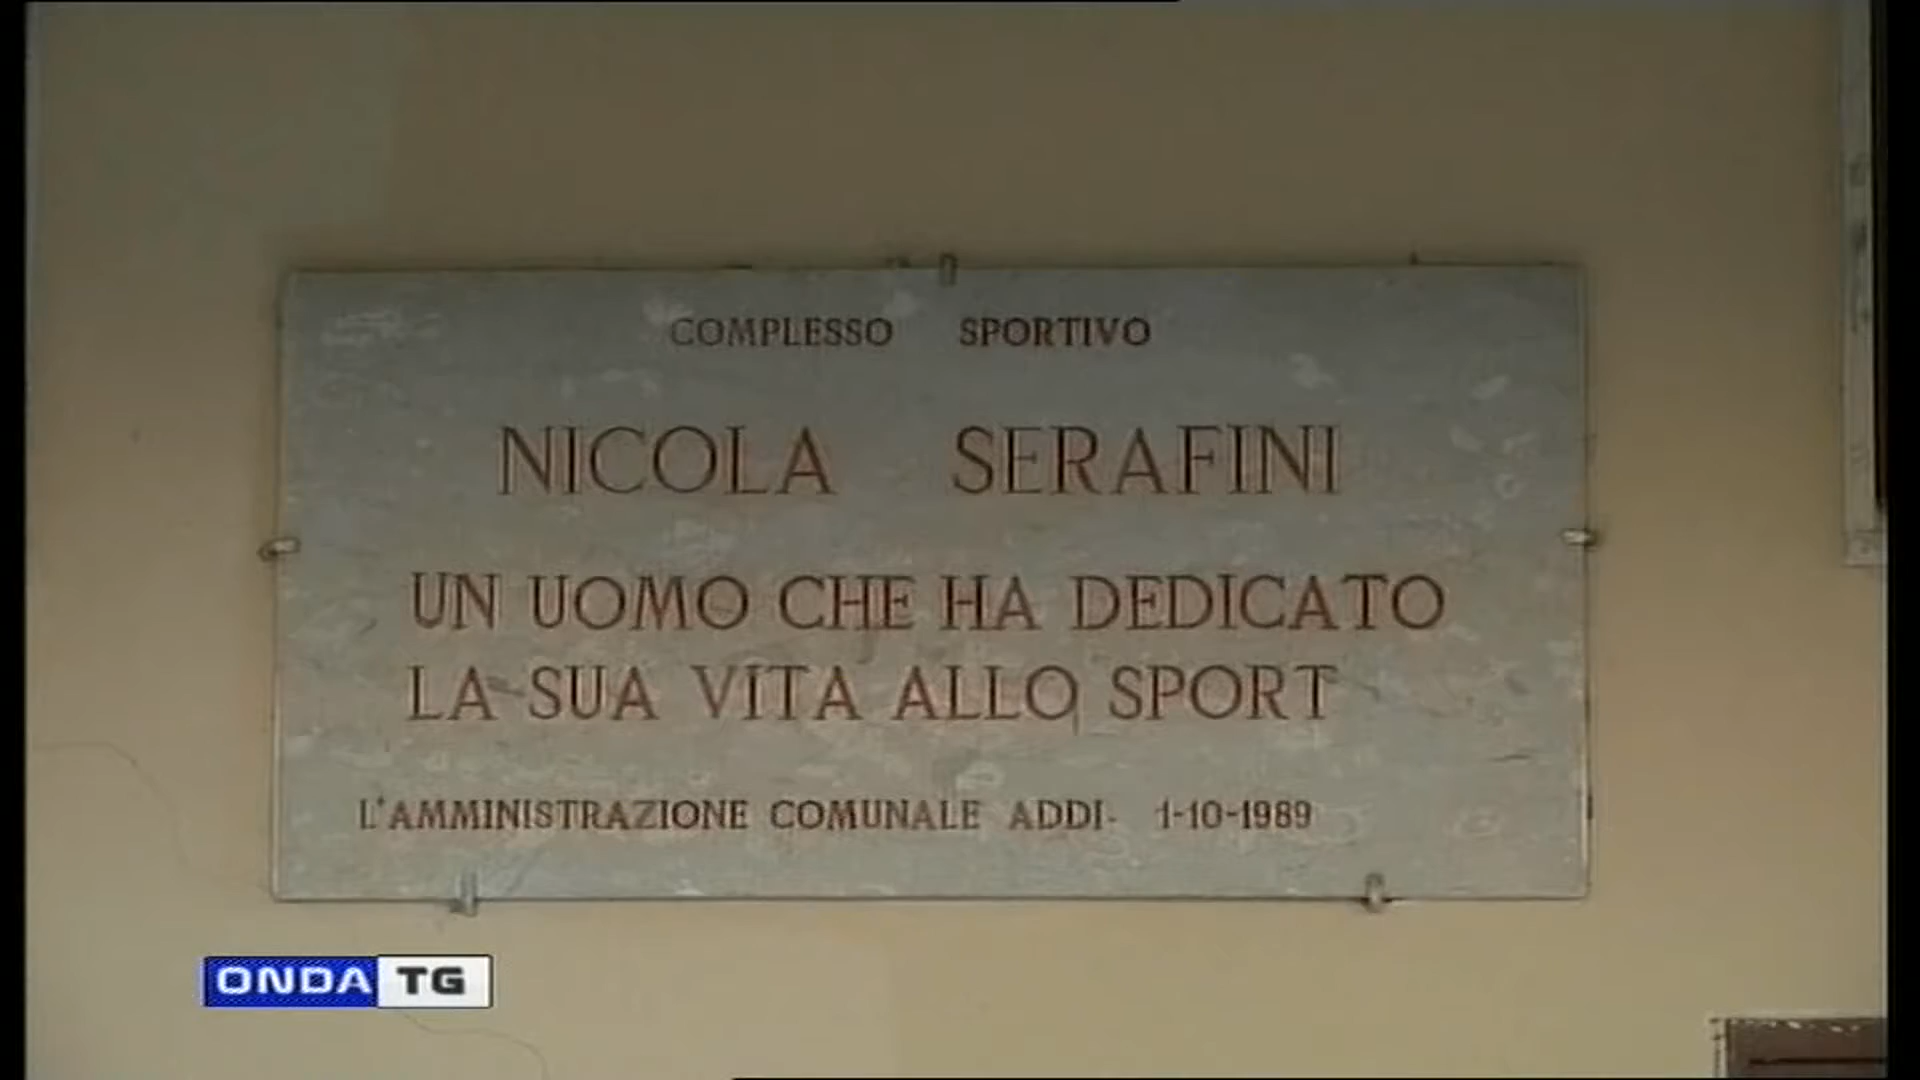 COMPLESSO SPORTIVO
NICOLA SERAFINI
UN UOMO CHE HA DEDICATO
LA SUA VITA ALLO SPORT
L'AMMINISTRAZIONE COMUNALE ADDI- 1-10-1989
ONDA TG